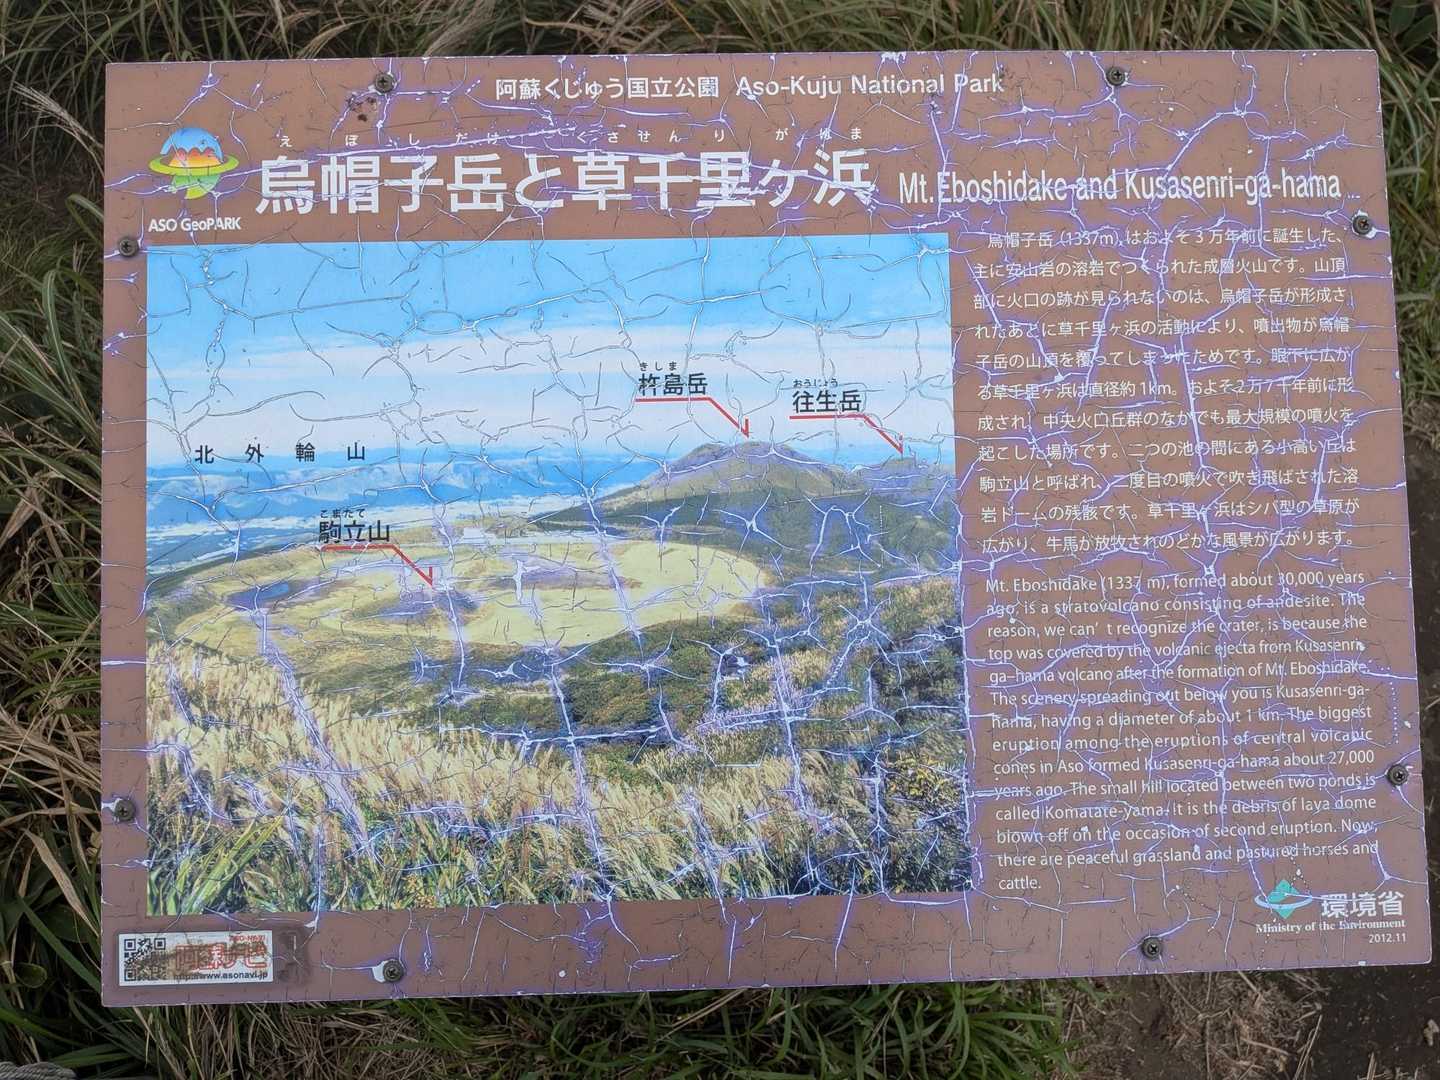 阿蘇くじゅう国立公園 Aso-Kuju National Park
えぼしだけ くさせんり が はま
烏帽子岳と草千里ヶ浜 Mt. Eboshidake and Kusasenri-ga-hama
ASO GeoPARK
烏帽子岳（1337m）はおよそ3万年前に誕生した、
主に安山岩の溶岩でつくられた成層火山です。山頂
部に火口の跡が見られないのは、烏帽子岳が形成さ
れたあとに草千里ヶ浜の活動により、噴出物が烏帽
子岳の山頂を覆ってしまったためです。眼下に広が
る草千里ヶ浜は直径約1km。およそ2万7千年前に形
成され、中央火口丘群のなかでも最大規模の噴火を
起こした場所です。二つの池の間にある小高い丘は
駒立山と呼ばれ、二度目の噴火で吹き飛ばされた溶
岩ドームの残骸です。草千里ヶ浜はシバ型の草原が
広がり、牛馬が放牧されのどかな風景が広がります。
Mt. Eboshidake (1337 m), formed about 30,000 years
ago, is a stratovolcano consisting of andesite. The
reason, we can't recognize the crater, is because the
top was covered by the volcanic ejecta from Kusasenri-
ga-hama volcano after the formation of Mt. Eboshidake.
The scenery spreading out below you is Kusasenri-ga-
hama, having a diameter of about 1 km. The biggest
eruption among the eruptions of central volcanic
cones in Aso formed Kusasenri-ga-hama about 27,000
years ago. The small hill located between two ponds is
called Komatate-yama. It is the debris of lava dome
blown off on the occasion of second eruption. Now,
there are peaceful grassland and pastured horses and
cattle.
きしま
杵島岳
おうじょう
往生岳
北外輪山
こまたて
駒立山
環境省
Ministry of the Environment
2012.11
http://www.asonavi.jp